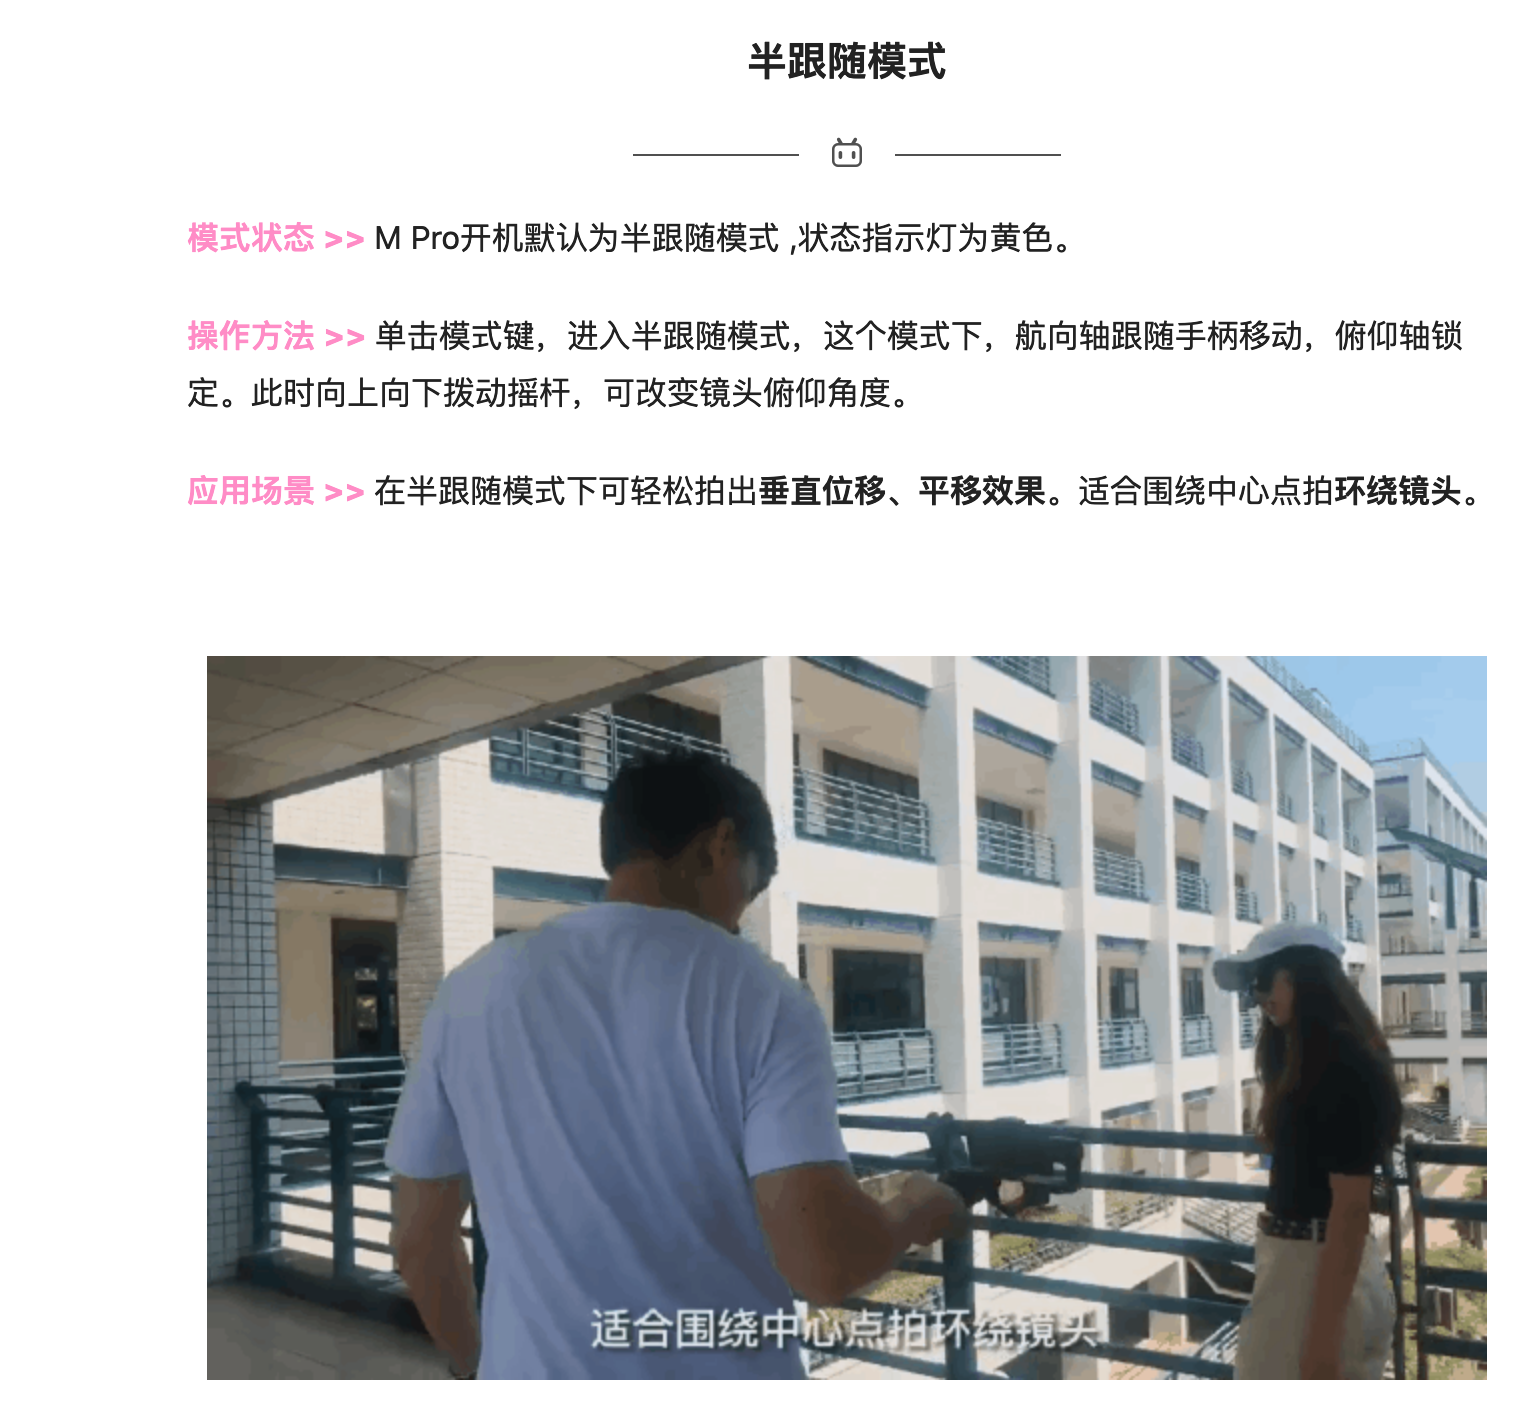 半跟随模式
模式状态 >> M Pro开机默认为半跟随模式 ,状态指示灯为黄色。
操作方法 >> 单击模式键，进入半跟随模式，这个模式下，航向轴跟随手柄移动，俯仰轴锁
定。此时向上向下拨动摇杆，可改变镜头俯仰角度。
应用场景 >> 在半跟随模式下可轻松拍出垂直位移、平移效果。适合围绕中心点拍环绕镜头。
适合围绕中心点拍环绕镜头